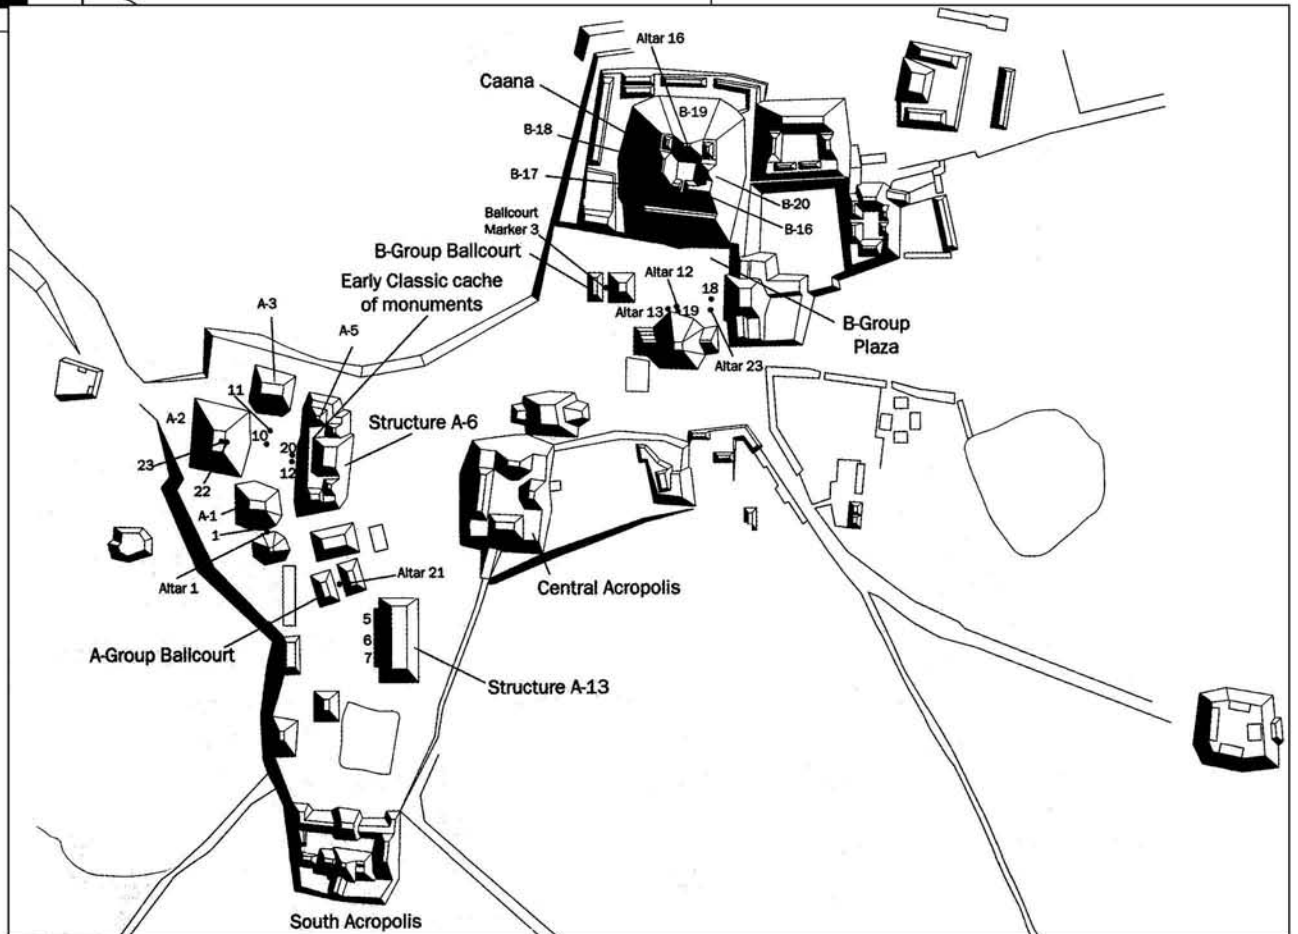 Altar 16
Caana
B-19
B-18
B-17
B-20
B-16
Ballcourt
Marker 3
B-Group Ballcourt
Early Classic cache
of monuments
Altar 12
18
Altar 13
19
B-Group
Plaza
Altar 23
A-3
A-5
11
A-2
Structure A-6
10
20
23
12
22
A-1
1
Altar 1
Altar 21
Central Acropolis
5
6
7
A-Group Ballcourt
Structure A-13
South Acropolis